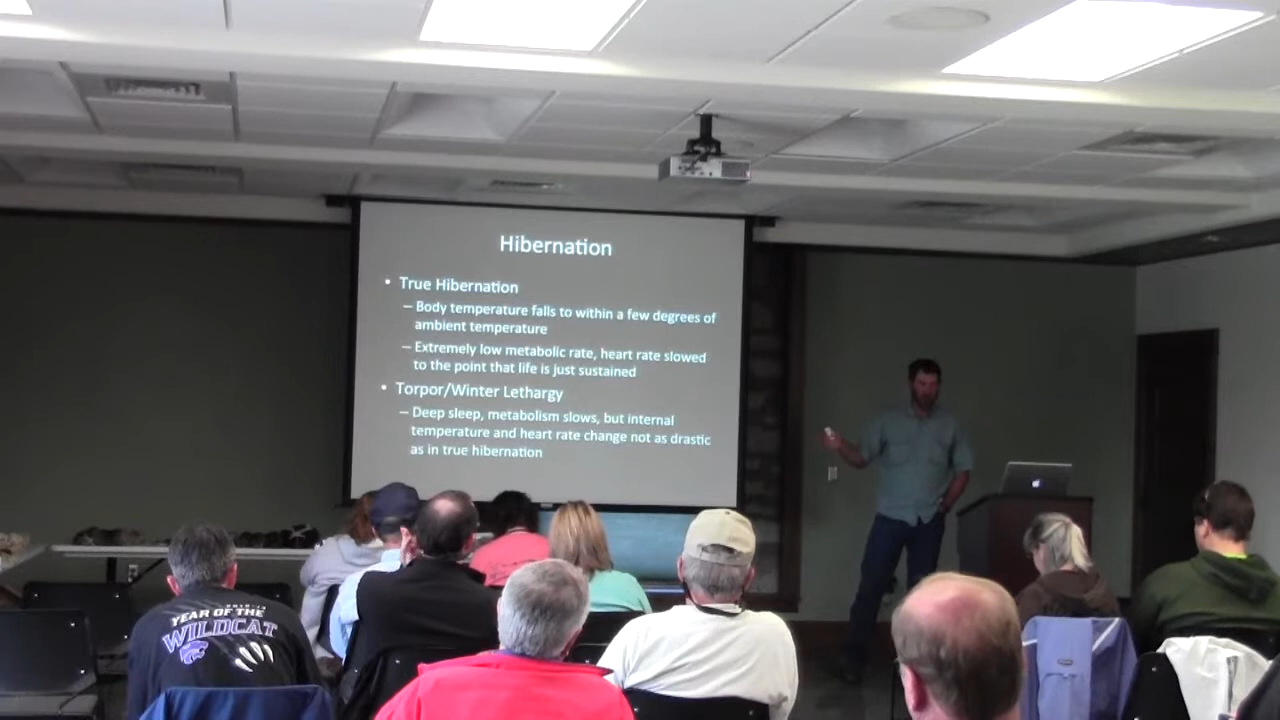 Hibernation
• True Hibernation
– Body temperature falls to within a few degrees of
ambient temperature
– Extremely low metabolic rate, heart rate slowed
to the point that life is just sustained
• Torpor/Winter Lethargy
– Deep sleep, metabolism slows, but internal
temperature and heart rate change not as drastic
as in true hibernation
YEAR OF THE
WILDCAT